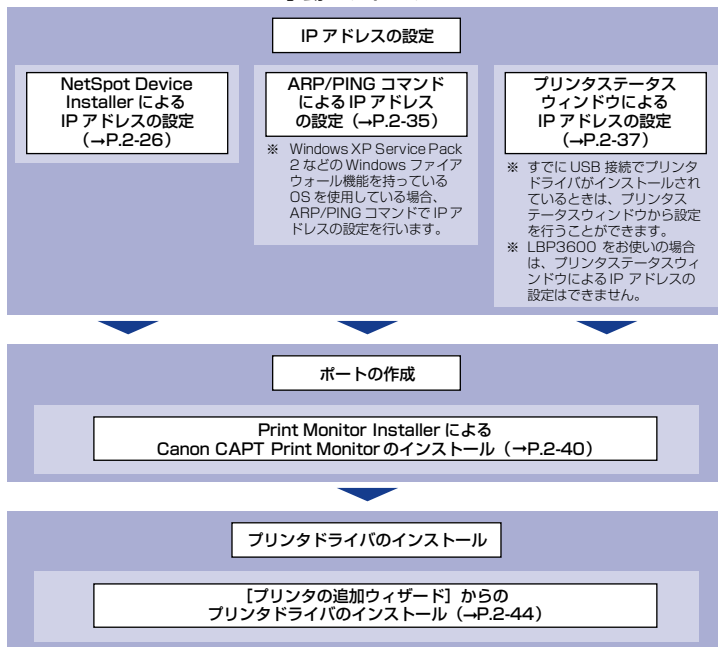 IP アドレスの設定
NetSpot Device
Installer による
IP アドレスの設定
(→P.2-26)
ARP/PING コマンド
による IP アドレス
の設定(→P.2-35)
※ Windows XP Service Pack
2 などの Windows ファイア
ウォール機能を持っている
OS を使用している場合、
ARP/PING コマンドで IP ア
ドレスの設定を行います。
プリンタステータス
ウィンドウによる
IP アドレスの設定
(→P.2-37)
※ すでに USB 接続でプリンタ
ドライバがインストールされ
ているときは、プリンタス
テータスウィンドウから設定
を行うことができます。
※ LBP3600 をお使いの場合
は、プリンタステータスウィ
ンドウによる IP アドレスの
設定はできません。
ポートの作成
Print Monitor Installer による
Canon CAPT Print Monitor のインストール(→P.2-40)
プリンタドライバのインストール
[プリンタの追加ウィザード]からの
プリンタドライバのインストール(→P.2-44)